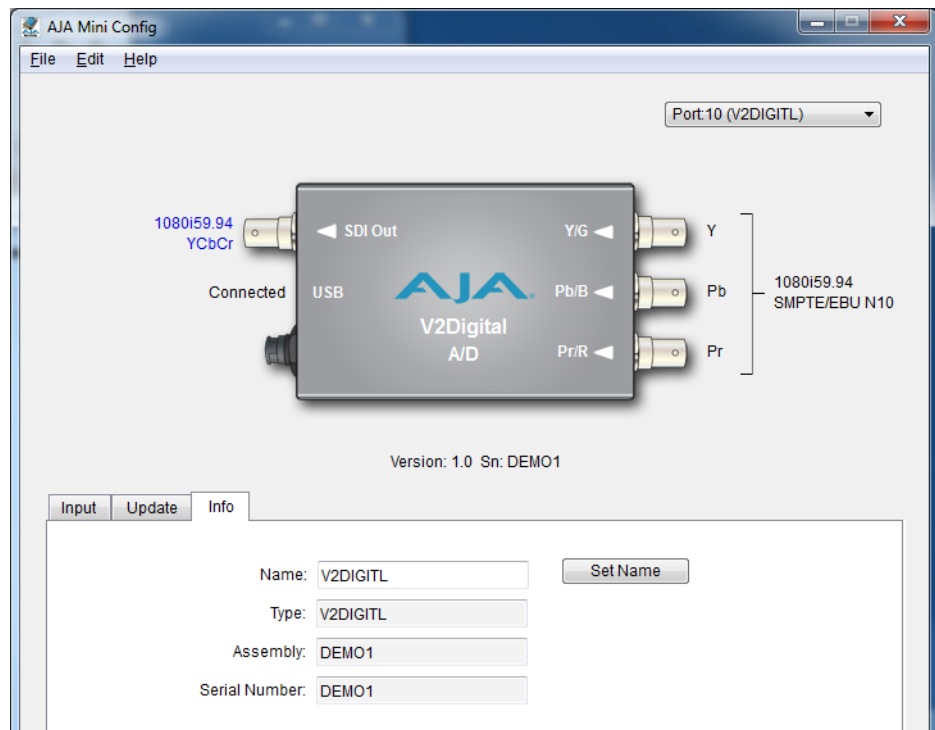 AJA Mini Config
File Edit Help
Port:10 (V2DIGITL)
1080i59.94
YCbCr
SDI Out
Y/G
Y
Connected
USB
AJA
Pb/B
Pb
1080i59.94
SMPTE/EBU N10
V2Digital
A/D
Pr/R
Pr
Version: 1.0 Sn: DEMO1
Input Update Info
Name: V2DIGITL Set Name
Type: V2DIGITL
Assembly: DEMO1
Serial Number: DEMO1